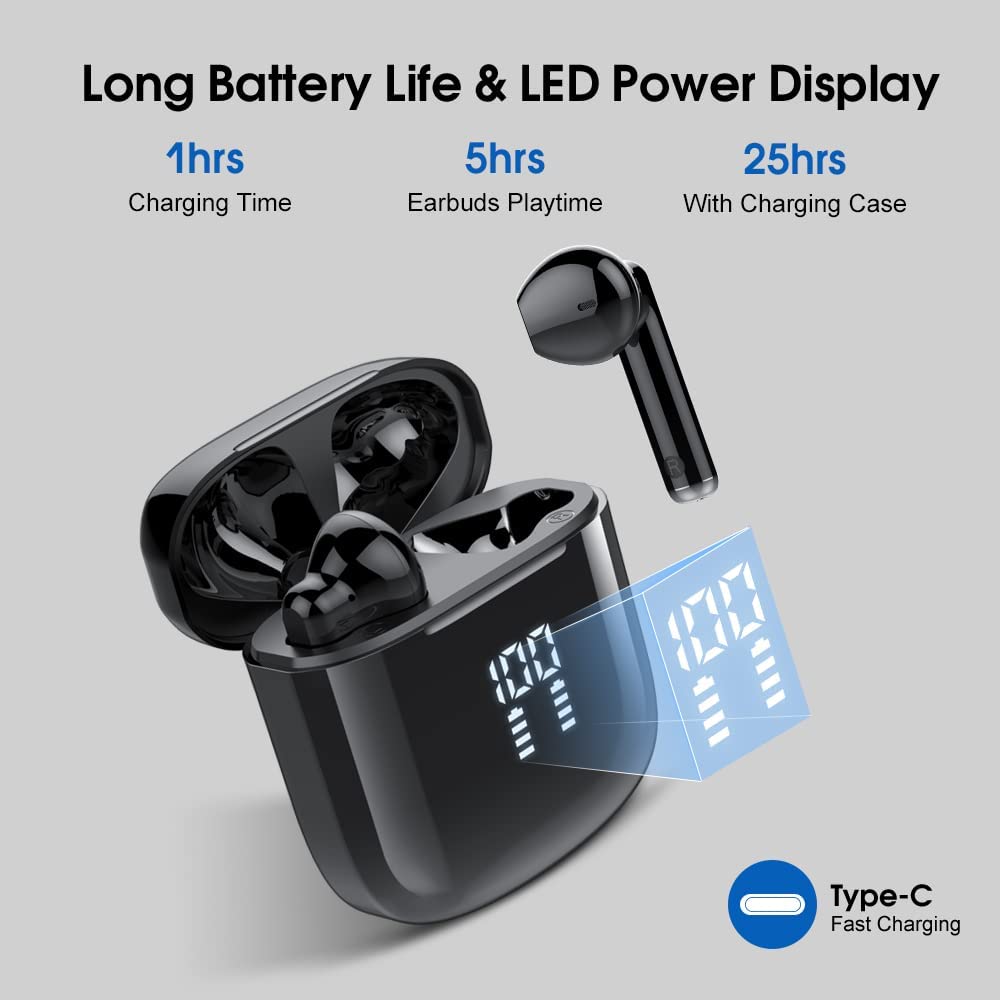 Long Battery Life & LED Power Display
1hrs
5hrs
25hrs
Charging Time
Earbuds Playtime
With Charging Case
R
100
100
Type-C
Fast Charging